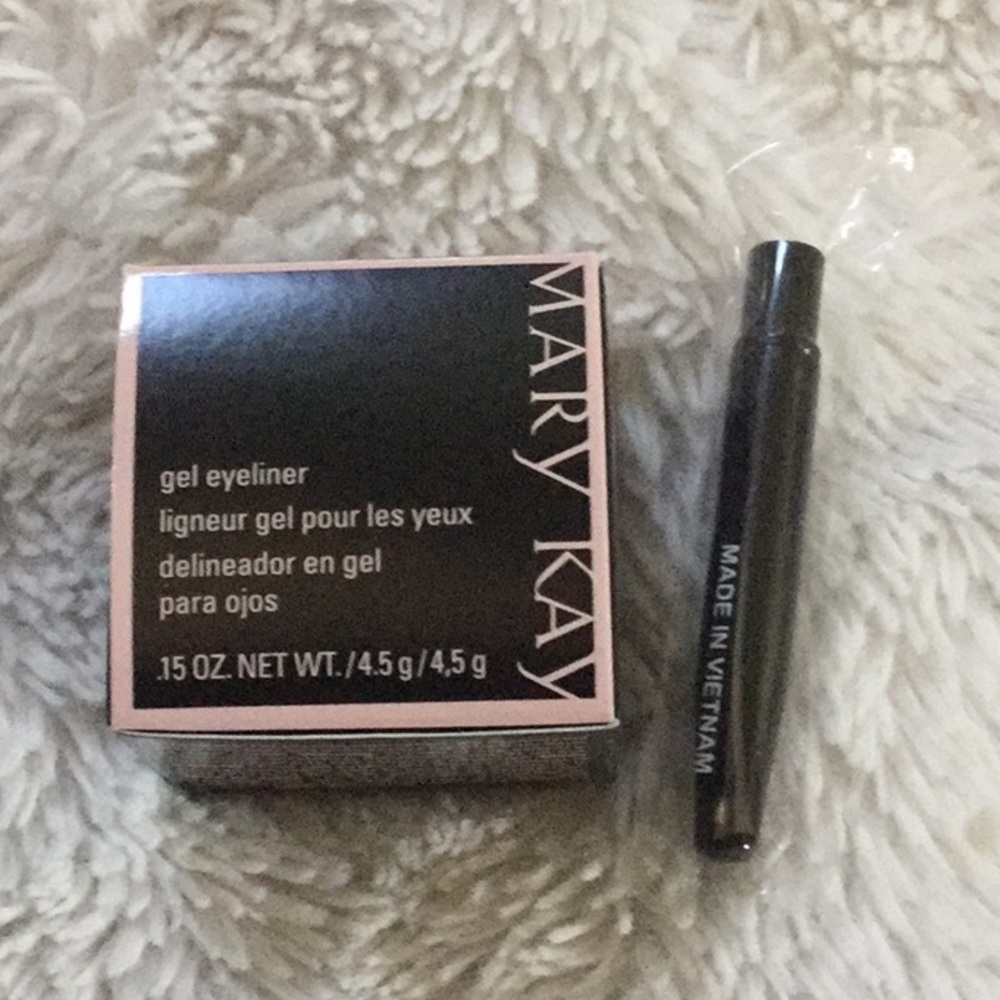 MARY KAY
gel eyeliner
ligneur gel pour les yeux
delineador en gel
para ojos
.15 OZ. NET WT./4.5 g/4,5 g
MADE IN VIETNAM